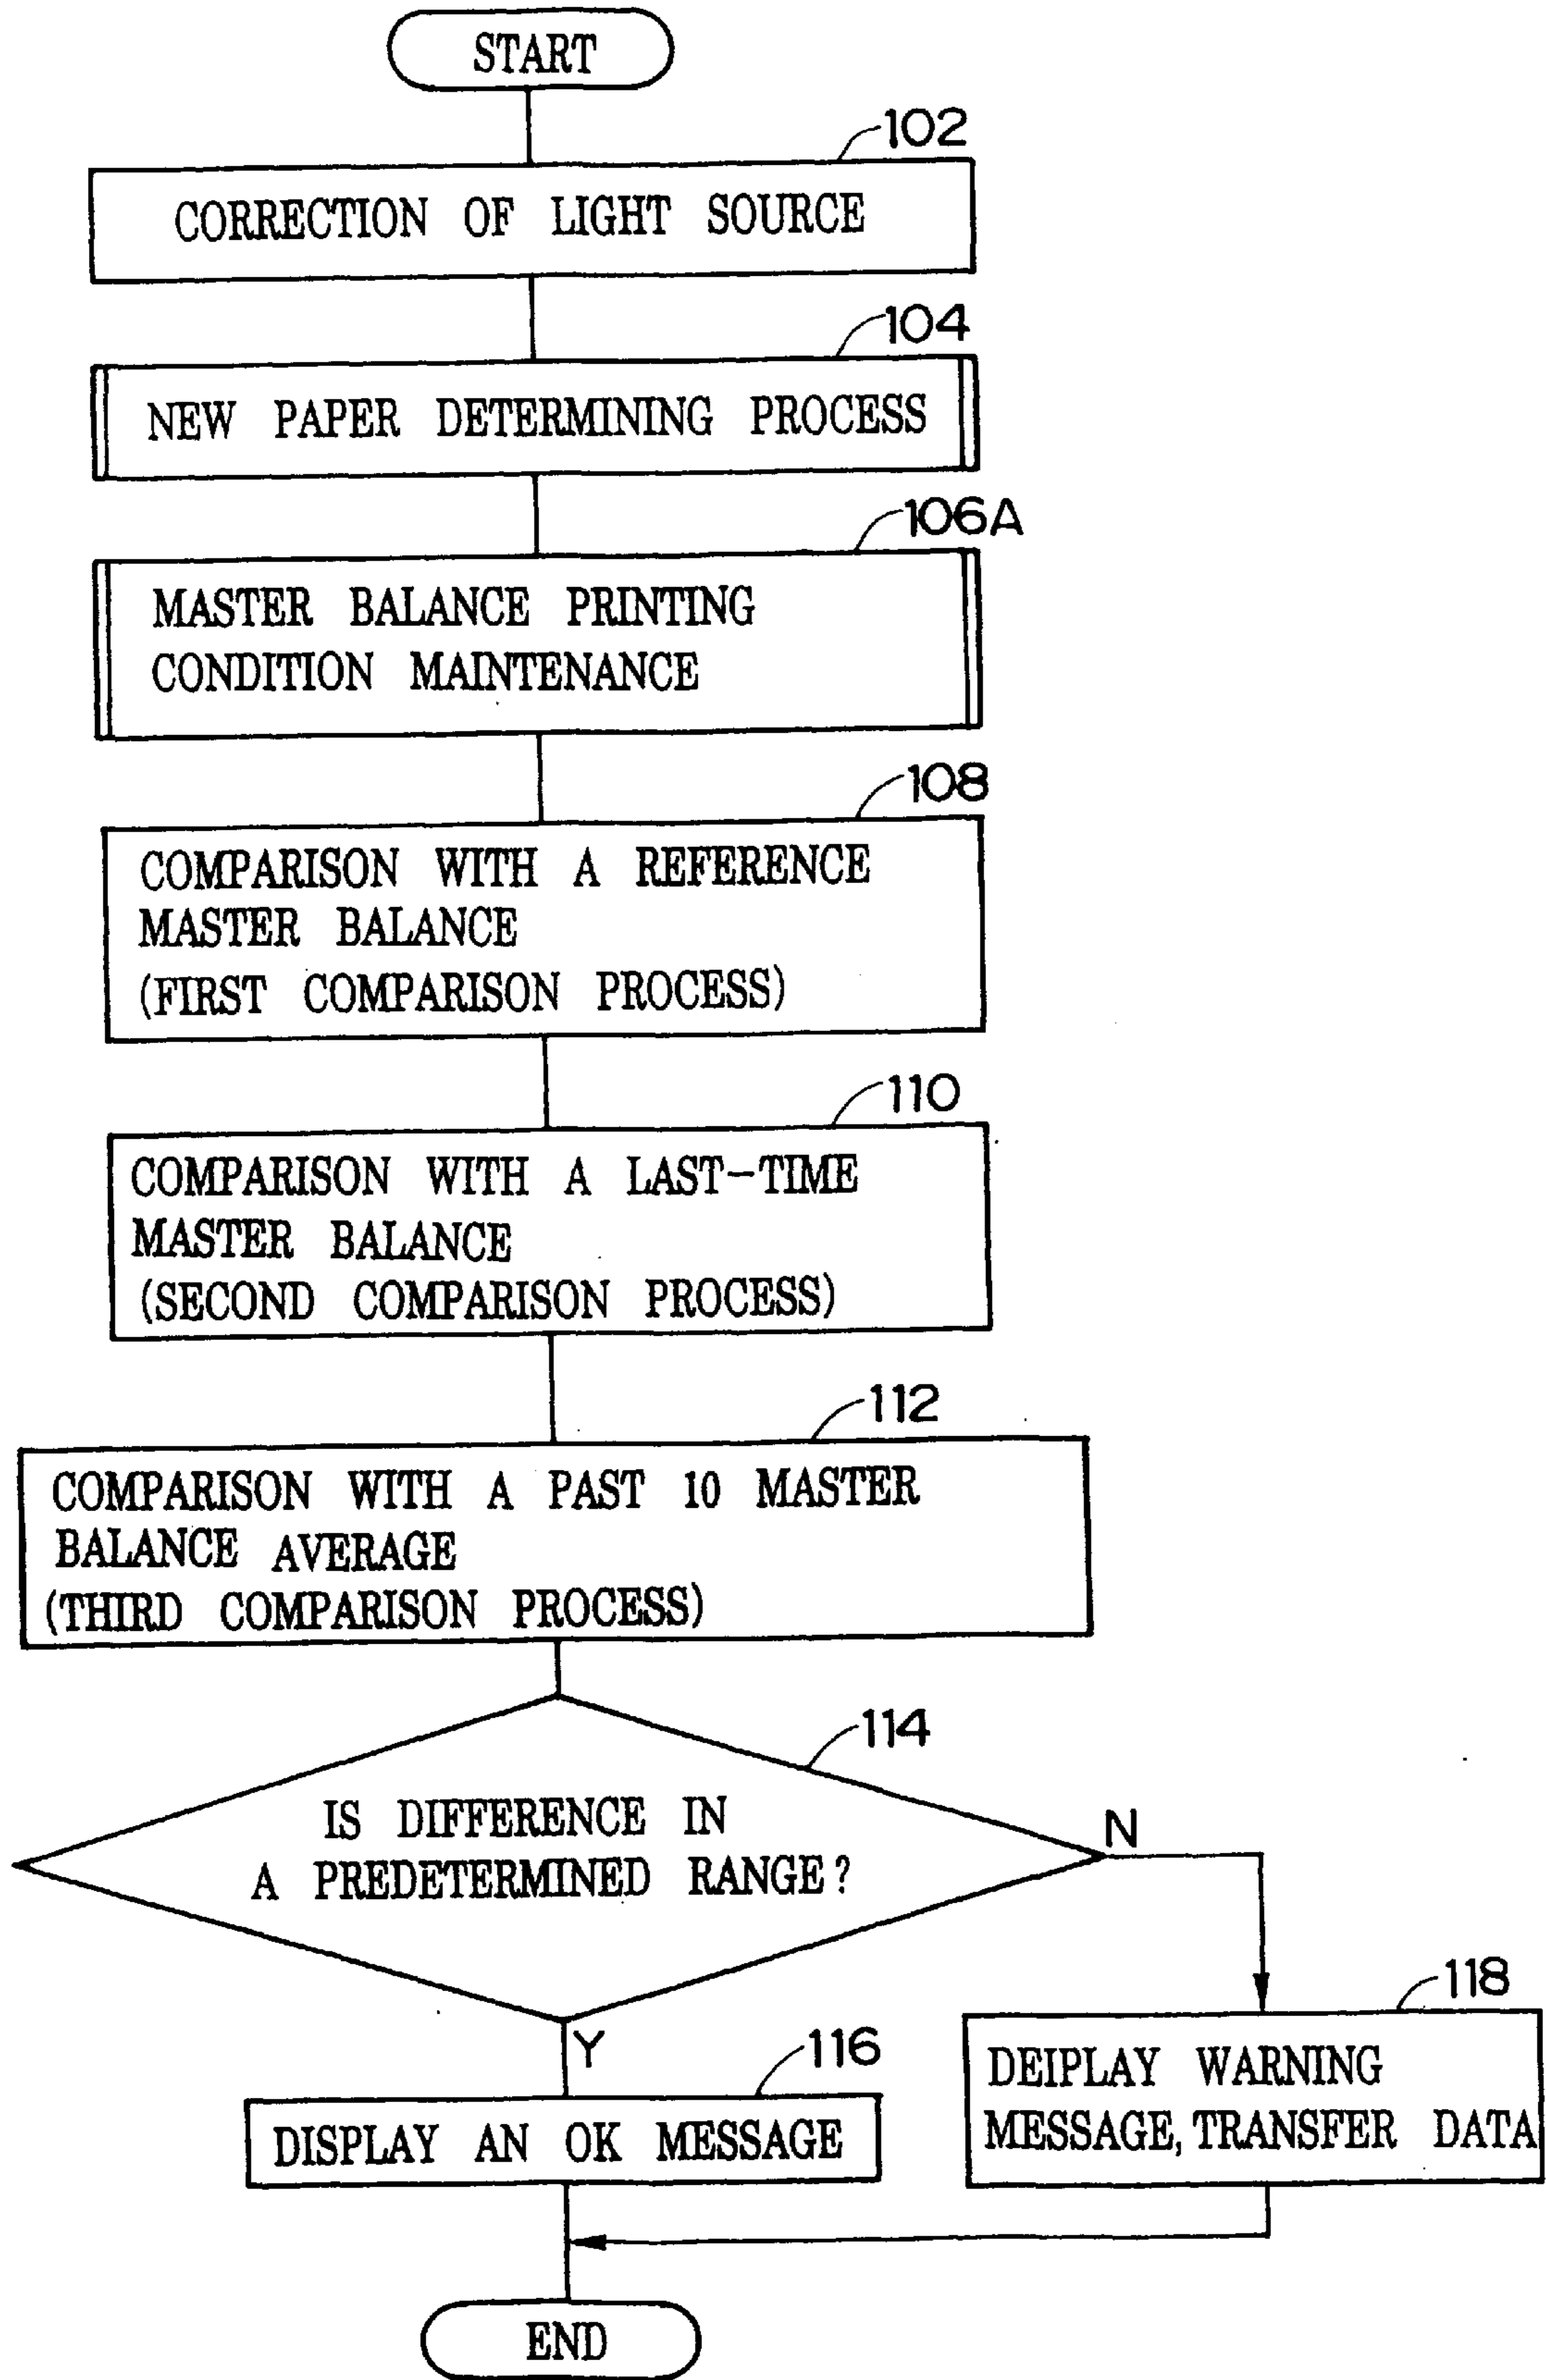 START
102
CORRECTION OF LIGHT SOURCE
104
NEW PAPER DETERMINING PROCESS
106A
MASTER BALANCE PRINTING
CONDITION MAINTENANCE
108
COMPARISON WITH A REFERENCE
MASTER BALANCE
(FIRST COMPARISON PROCESS)
110
COMPARISON WITH A LAST-TIME
MASTER BALANCE
(SECOND COMPARISON PROCESS)
112
COMPARISON WITH A PAST 10 MASTER
BALANCE AVERAGE
(THIRD COMPARISON PROCESS)
114
IS DIFFERENCE IN
A PREDETERMINED RANGE?
N
Y
116
DISPLAY AN OK MESSAGE
118
DEIPLAY WARNING
MESSAGE, TRANSFER DATA
END